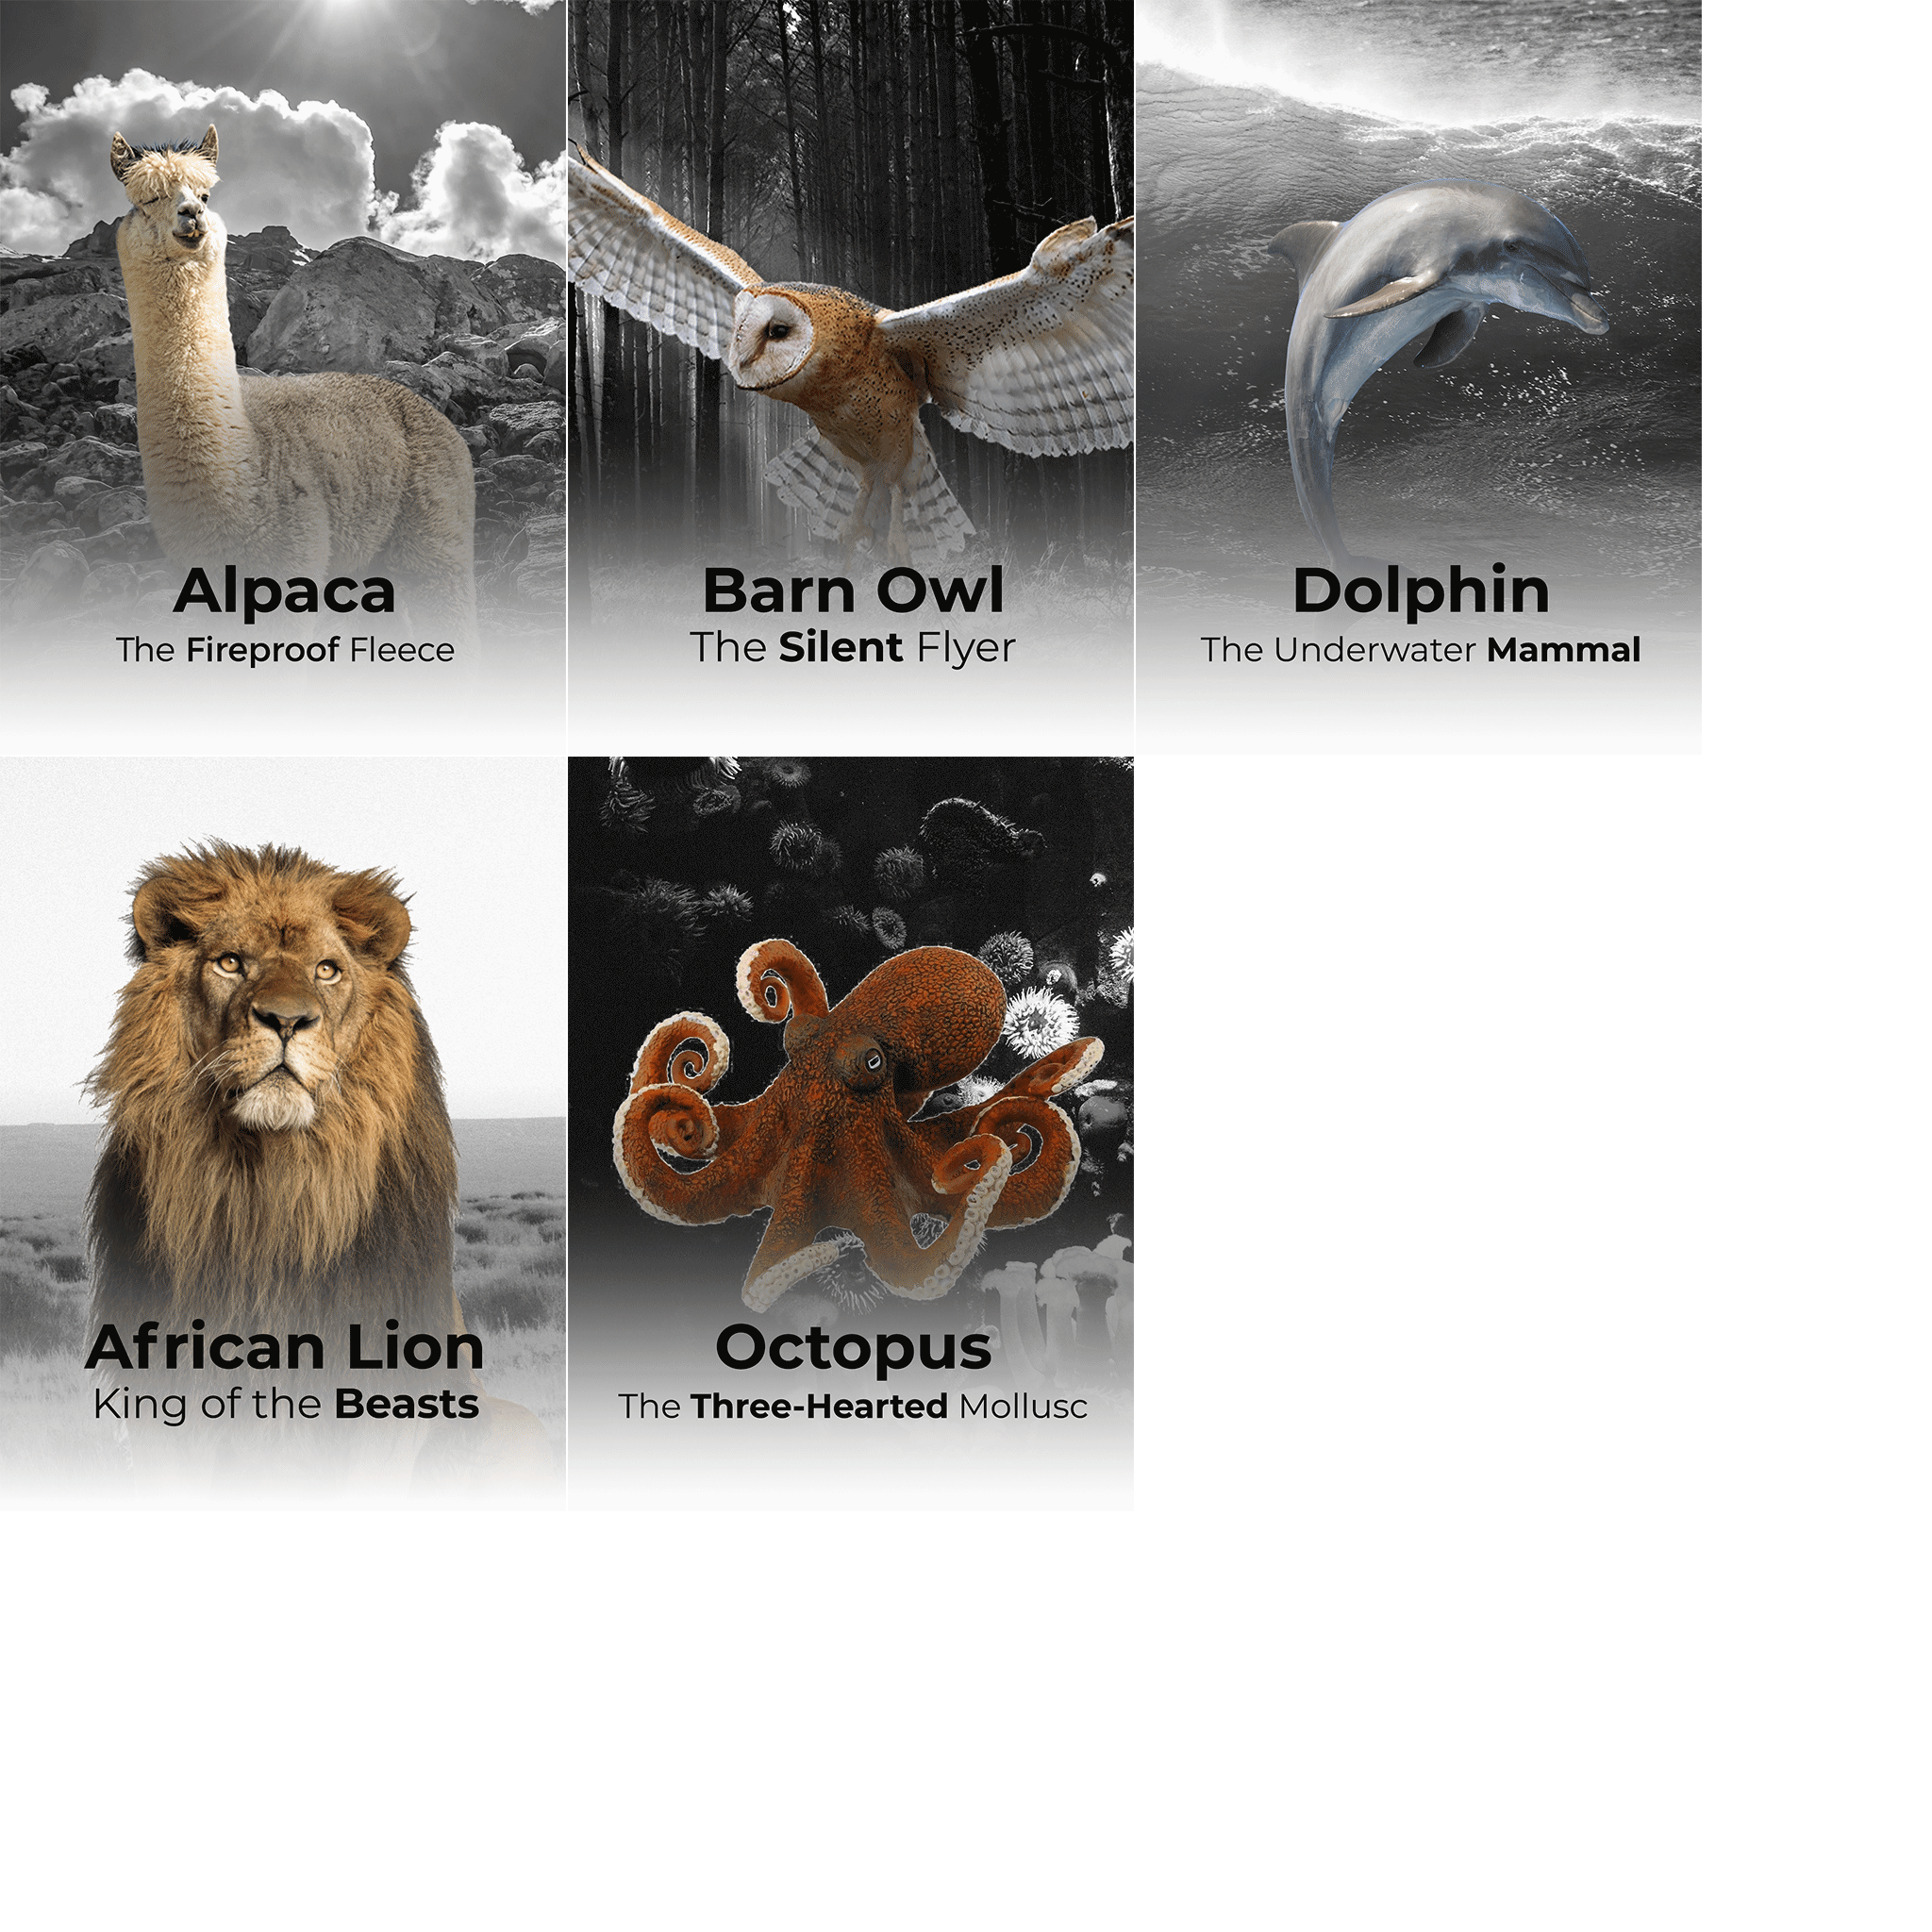 Alpaca
The Fireproof Fleece
Barn Owl
The Silent Flyer
Dolphin
The Underwater Mammal
African Lion
King of the Beasts
Octopus
The Three-Hearted Mollusc